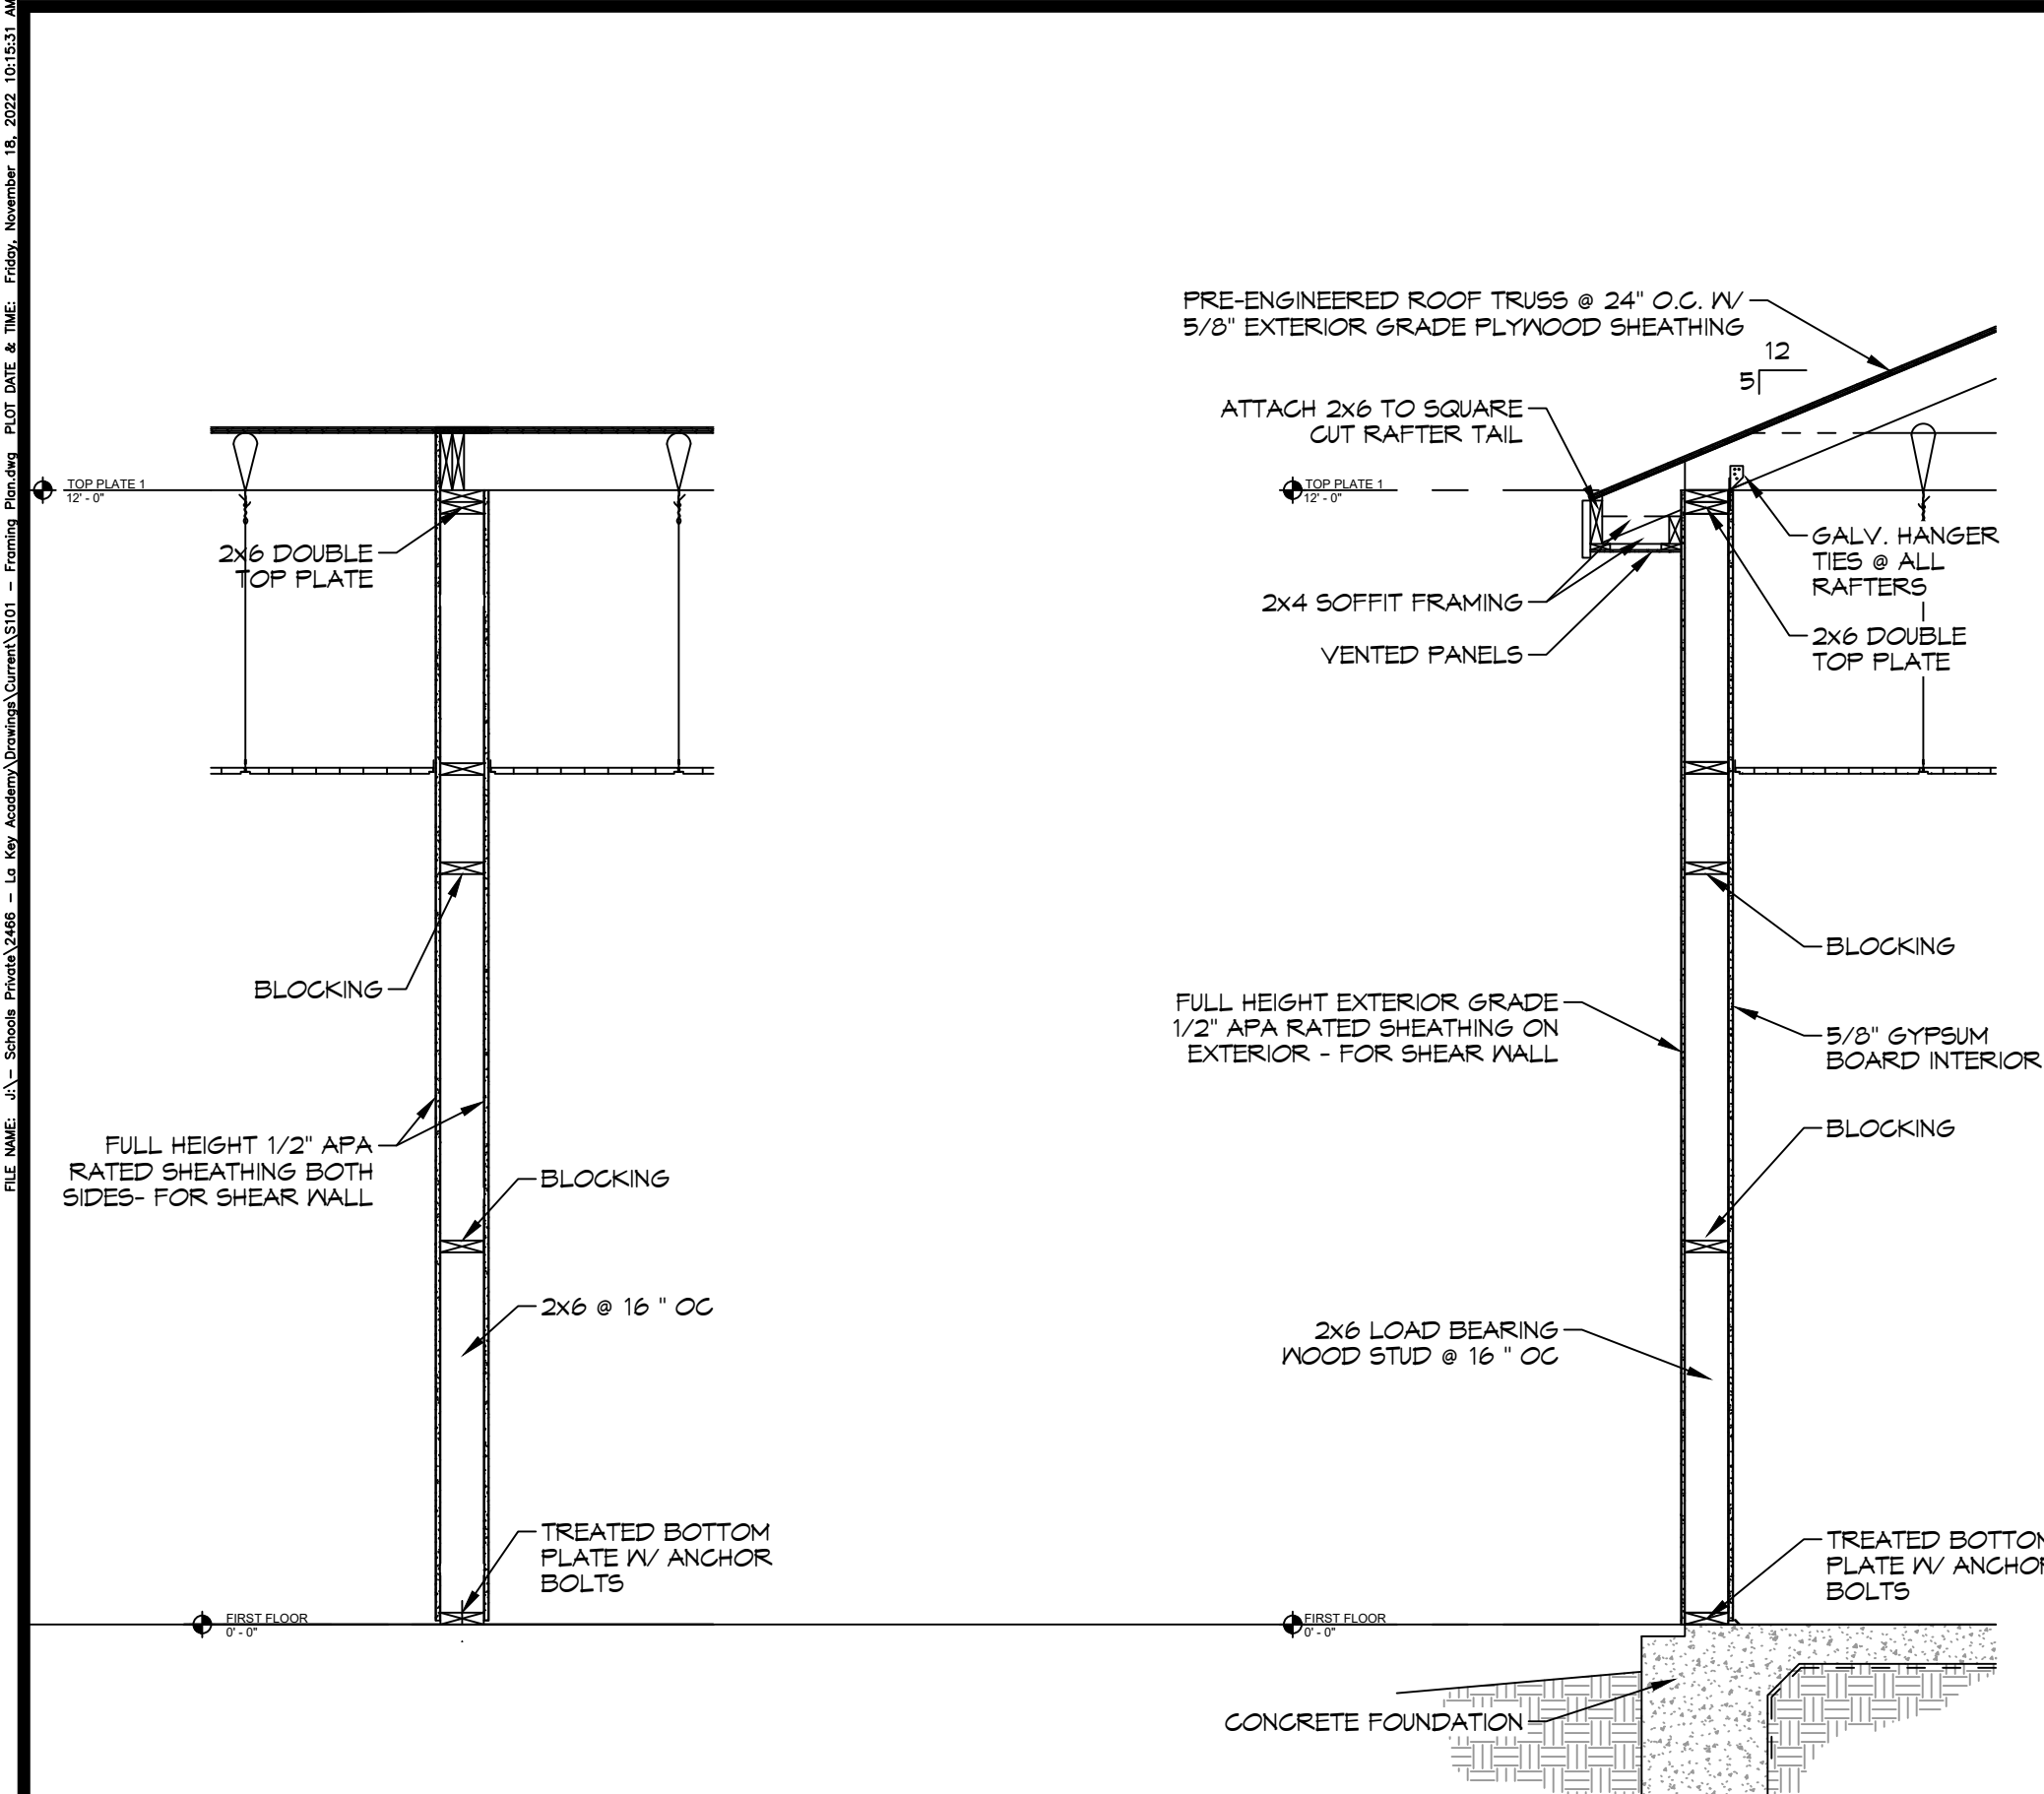 FILE NAME: J:\- Schools Private\2466 - La Key Academy\Drawings\Current\S101 - Framing Plan.dwg PLOT DATE & TIME: Friday, November 18, 2022 10:15:31 AM
TOP PLATE 1
12' - 0"
2x6 DOUBLE
TOP PLATE
BLOCKING
FULL HEIGHT 1/2" APA
RATED SHEATHING BOTH
SIDES- FOR SHEAR WALL
BLOCKING
2x6 @ 16 " OC
TREATED BOTTOM
PLATE W/ ANCHOR
BOLTS
FIRST FLOOR
0' - 0"
PRE-ENGINEERED ROOF TRUSS @ 24" O.C. W/
5/8" EXTERIOR GRADE PLYWOOD SHEATHING
12
5
ATTACH 2x6 TO SQUARE
CUT RAFTER TAIL
TOP PLATE 1
12' - 0"
GALV. HANGER
TIES @ ALL
RAFTERS
2x4 SOFFIT FRAMING
VENTED PANELS
2x6 DOUBLE
TOP PLATE
BLOCKING
FULL HEIGHT EXTERIOR GRADE
1/2" APA RATED SHEATHING ON
EXTERIOR - FOR SHEAR WALL
5/8" GYPSUM
BOARD INTERIOR
BLOCKING
2x6 LOAD BEARING
WOOD STUD @ 16 " OC
TREATED BOTTOM
PLATE W/ ANCHOR
BOLTS
FIRST FLOOR
0' - 0"
CONCRETE FOUNDATION